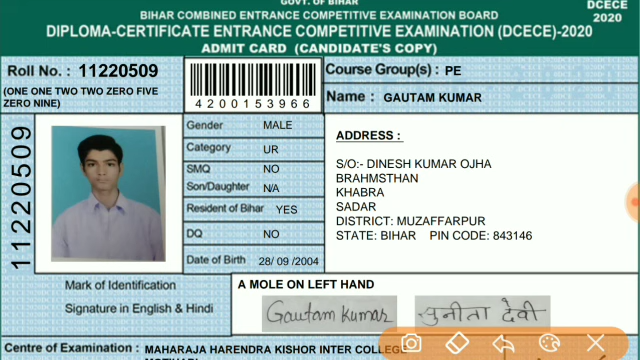 GOVT. OF BIHAR
BIHAR COMBINED ENTRANCE COMPETITIVE EXAMINATION BOARD
DIPLOMA-CERTIFICATE ENTRANCE COMPETITIVE EXAMINATION (DCECE)-2020
ADMIT CARD (CANDIDATE'S COPY)
DCECE
2020
Roll No. : 11220509
(ONE ONE TWO TWO ZERO FIVE
ZERO NINE)
4200153966
Course Group(s) : PE
Name : GAUTAM KUMAR
11220509
Gender MALE
Category UR
SMQ NO
Son/Daughter N/A
Resident of Bihar YES
DQ NO
Date of Birth 28/ 09 /2004
ADDRESS :
S/O:- DINESH KUMAR OJHA
BRAHMSTHAN
KHABRA
SADAR
DISTRICT: MUZAFFARPUR
STATE: BIHAR PIN CODE: 843146
Mark of Identification A MOLE ON LEFT HAND
Signature in English & Hindi Gautam Kumar सुनीता देवी
Centre of Examination : MAHARAJA HARENDRA KISHOR INTER COLLEGE